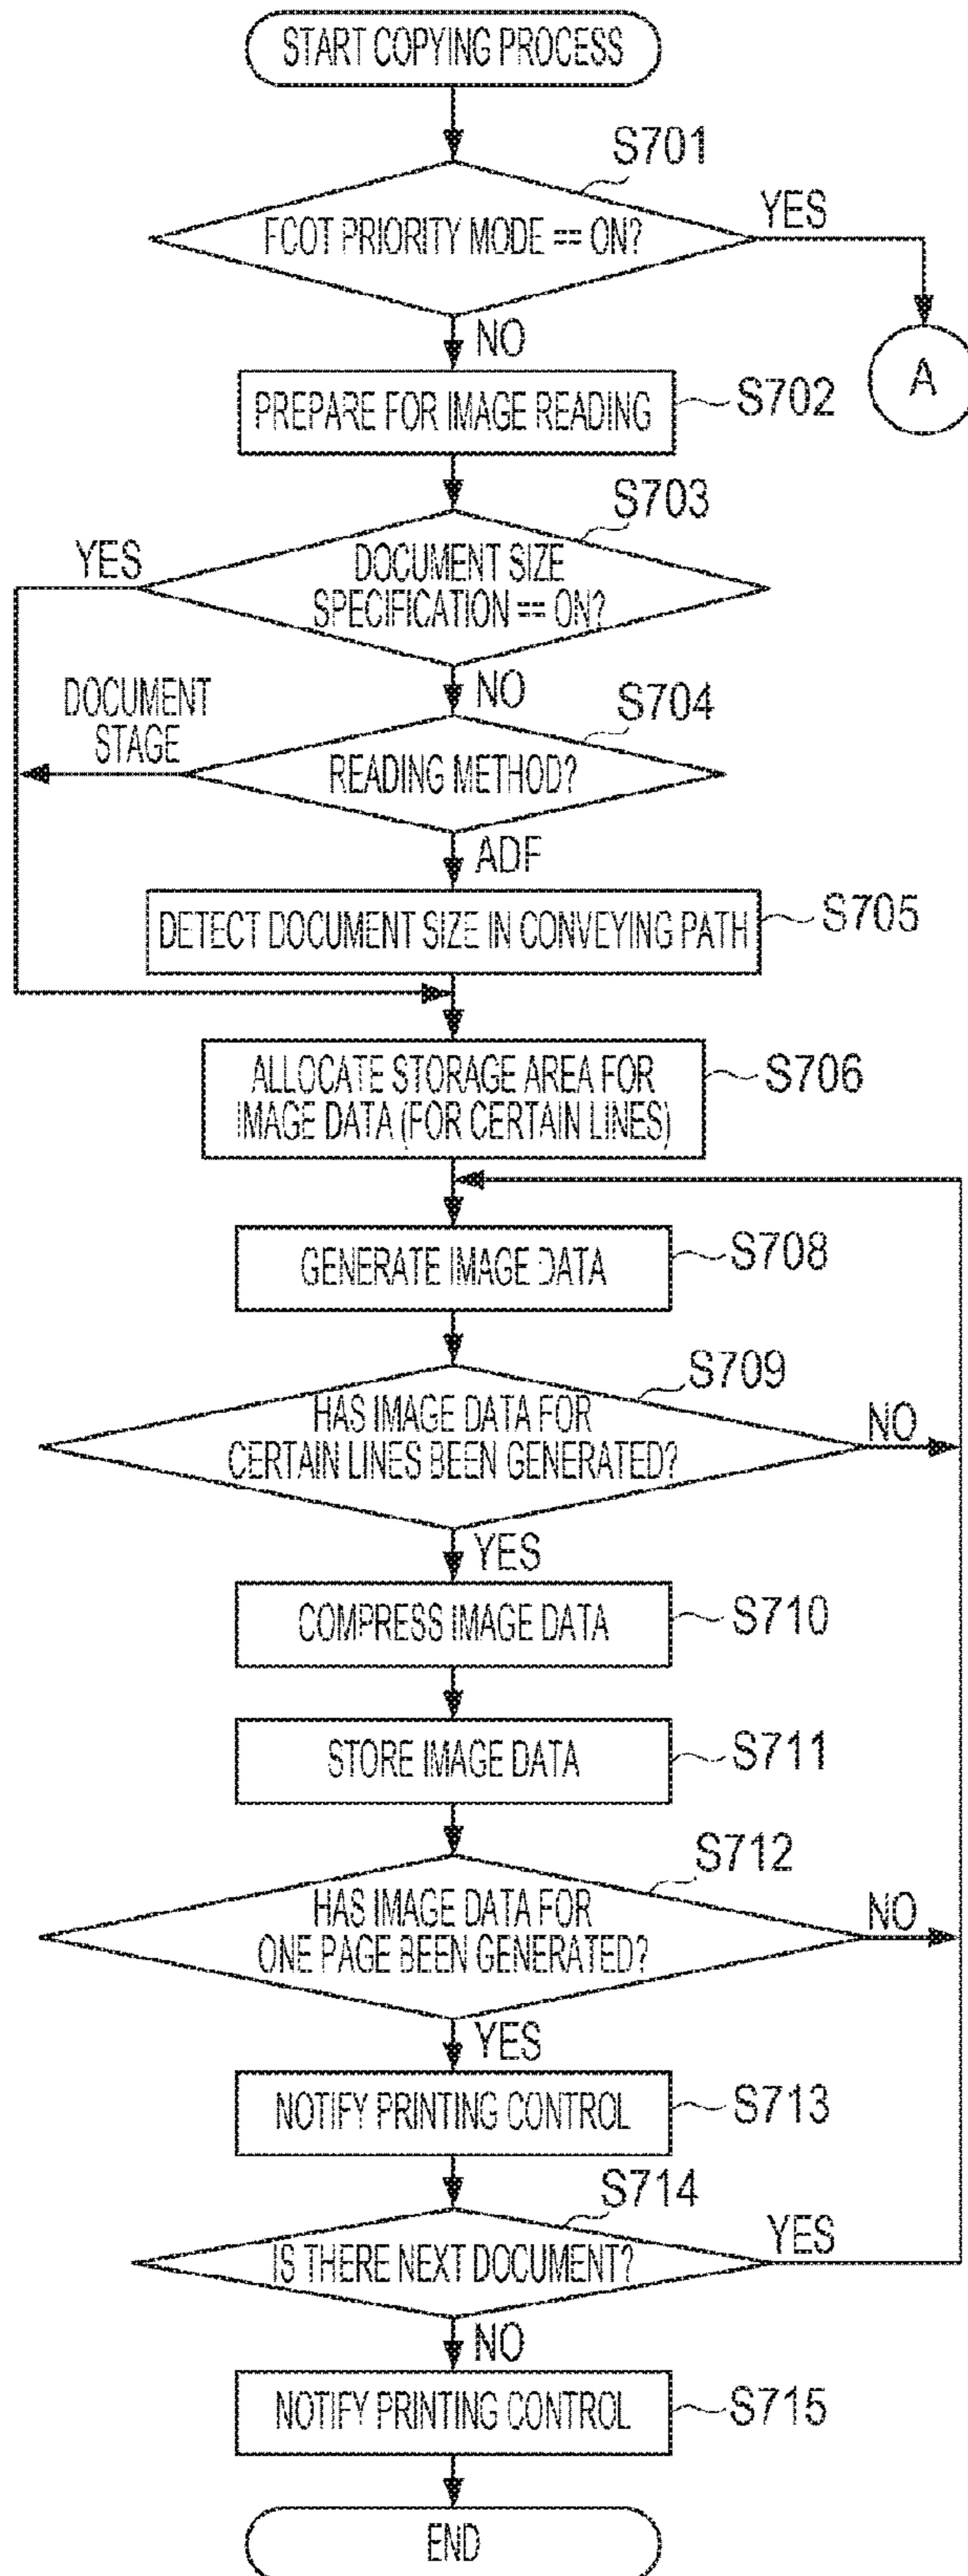 START COPYING PROCESS
S701
FCOT PRIORITY MODE == ON?
YES
A
NO
PREPARE FOR IMAGE READING
S702
S703
YES
DOCUMENT SIZE
SPECIFICATION == ON?
NO
DOCUMENT
STAGE
S704
READING METHOD?
ADF
DETECT DOCUMENT SIZE IN CONVEYING PATH
S705
ALLOCATE STORAGE AREA FOR
IMAGE DATA (FOR CERTAIN LINES)
S706
GENERATE IMAGE DATA
S708
S709
HAS IMAGE DATA FOR
CERTAIN LINES BEEN GENERATED?
NO
YES
COMPRESS IMAGE DATA
S710
STORE IMAGE DATA
S711
S712
HAS IMAGE DATA FOR
ONE PAGE BEEN GENERATED?
NO
YES
NOTIFY PRINTING CONTROL
S713
S714
IS THERE NEXT DOCUMENT?
YES
NO
NOTIFY PRINTING CONTROL
S715
END